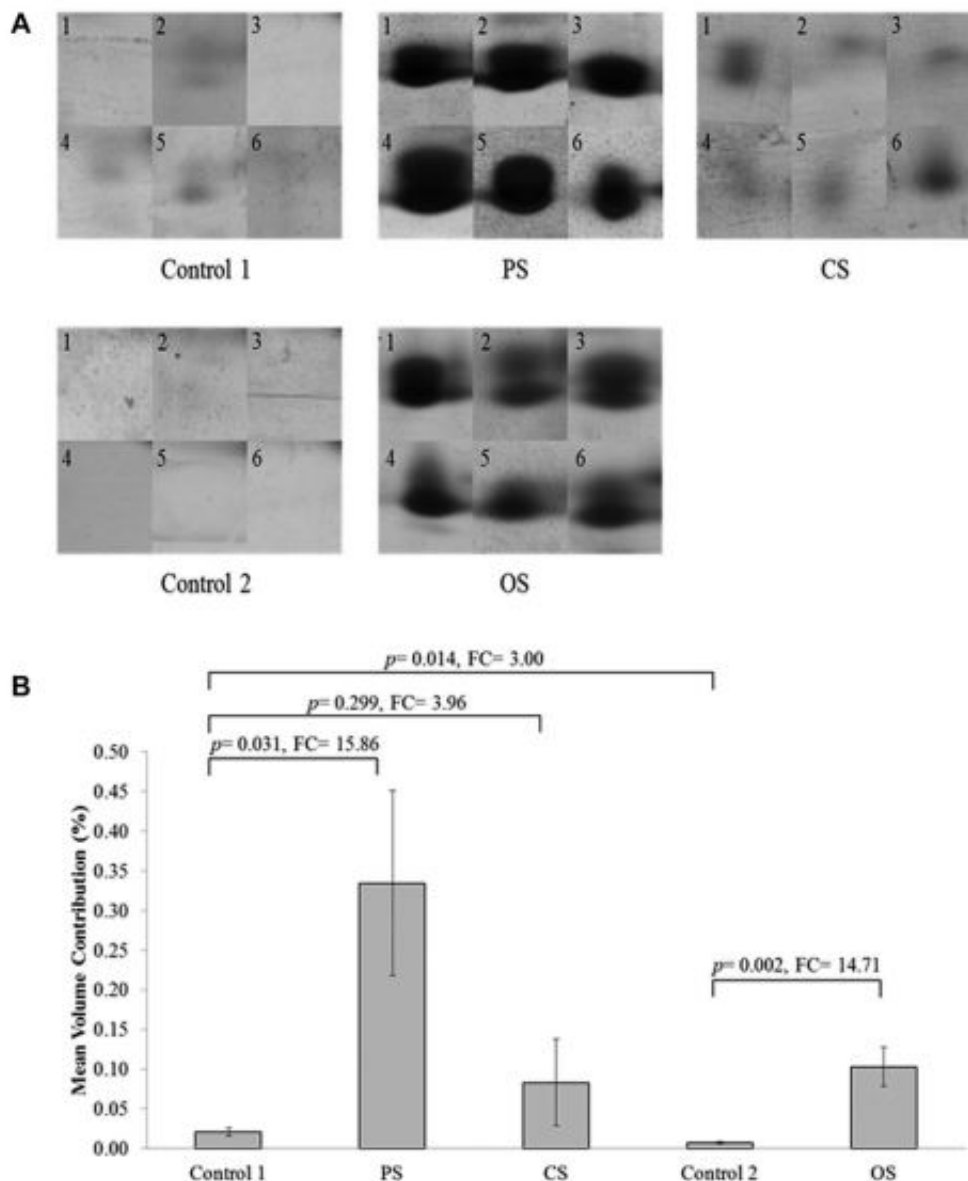 A
1 2 3
4 5 6
Control 1
1 2 3
4 5 6
PS
1 2 3
4 5 6
CS
1 2 3
4 5 6
Control 2
1 2 3
4 5 6
OS
B
p= 0.014, FC= 3.00
p= 0.299, FC= 3.96
p= 0.031, FC= 15.86
p= 0.002, FC= 14.71
Mean Volume Contribution (%)
0.50
0.45
0.40
0.35
0.30
0.25
0.20
0.15
0.10
0.05
0.00
Control 1 PS CS Control 2 OS